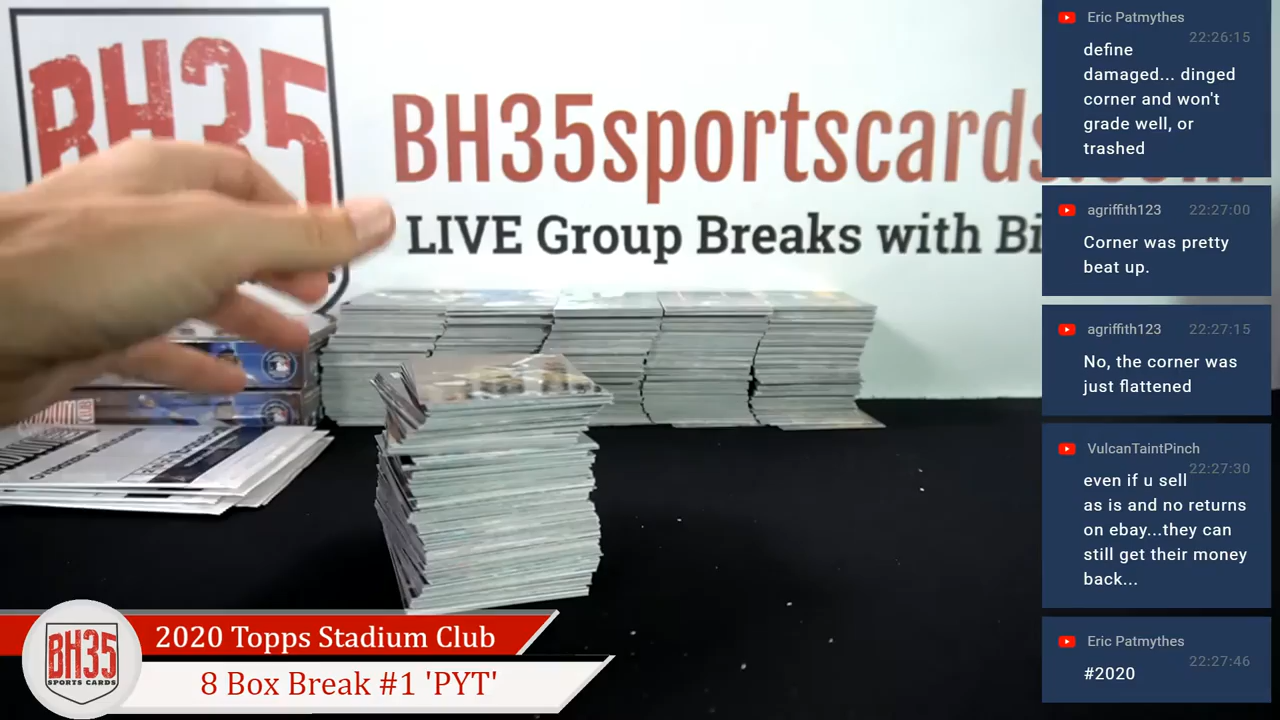 BH35
BH35sportscards.com
LIVE Group Breaks with Bi
2020 Topps Stadium Club
8 Box Break #1 'PYT'
BH35
SPORTS CARDS
Eric Patmythes
22:26:15
define
damaged... dinged
corner and won't
grade well, or
trashed
agriffith123 22:27:00
Corner was pretty
beat up.
agriffith123 22:27:15
No, the corner was
just flattened
VulcanTaintPinch
22:27:30
even if u sell
as is and no returns
on ebay...they can
still get their money
back...
Eric Patmythes
22:27:46
#2020